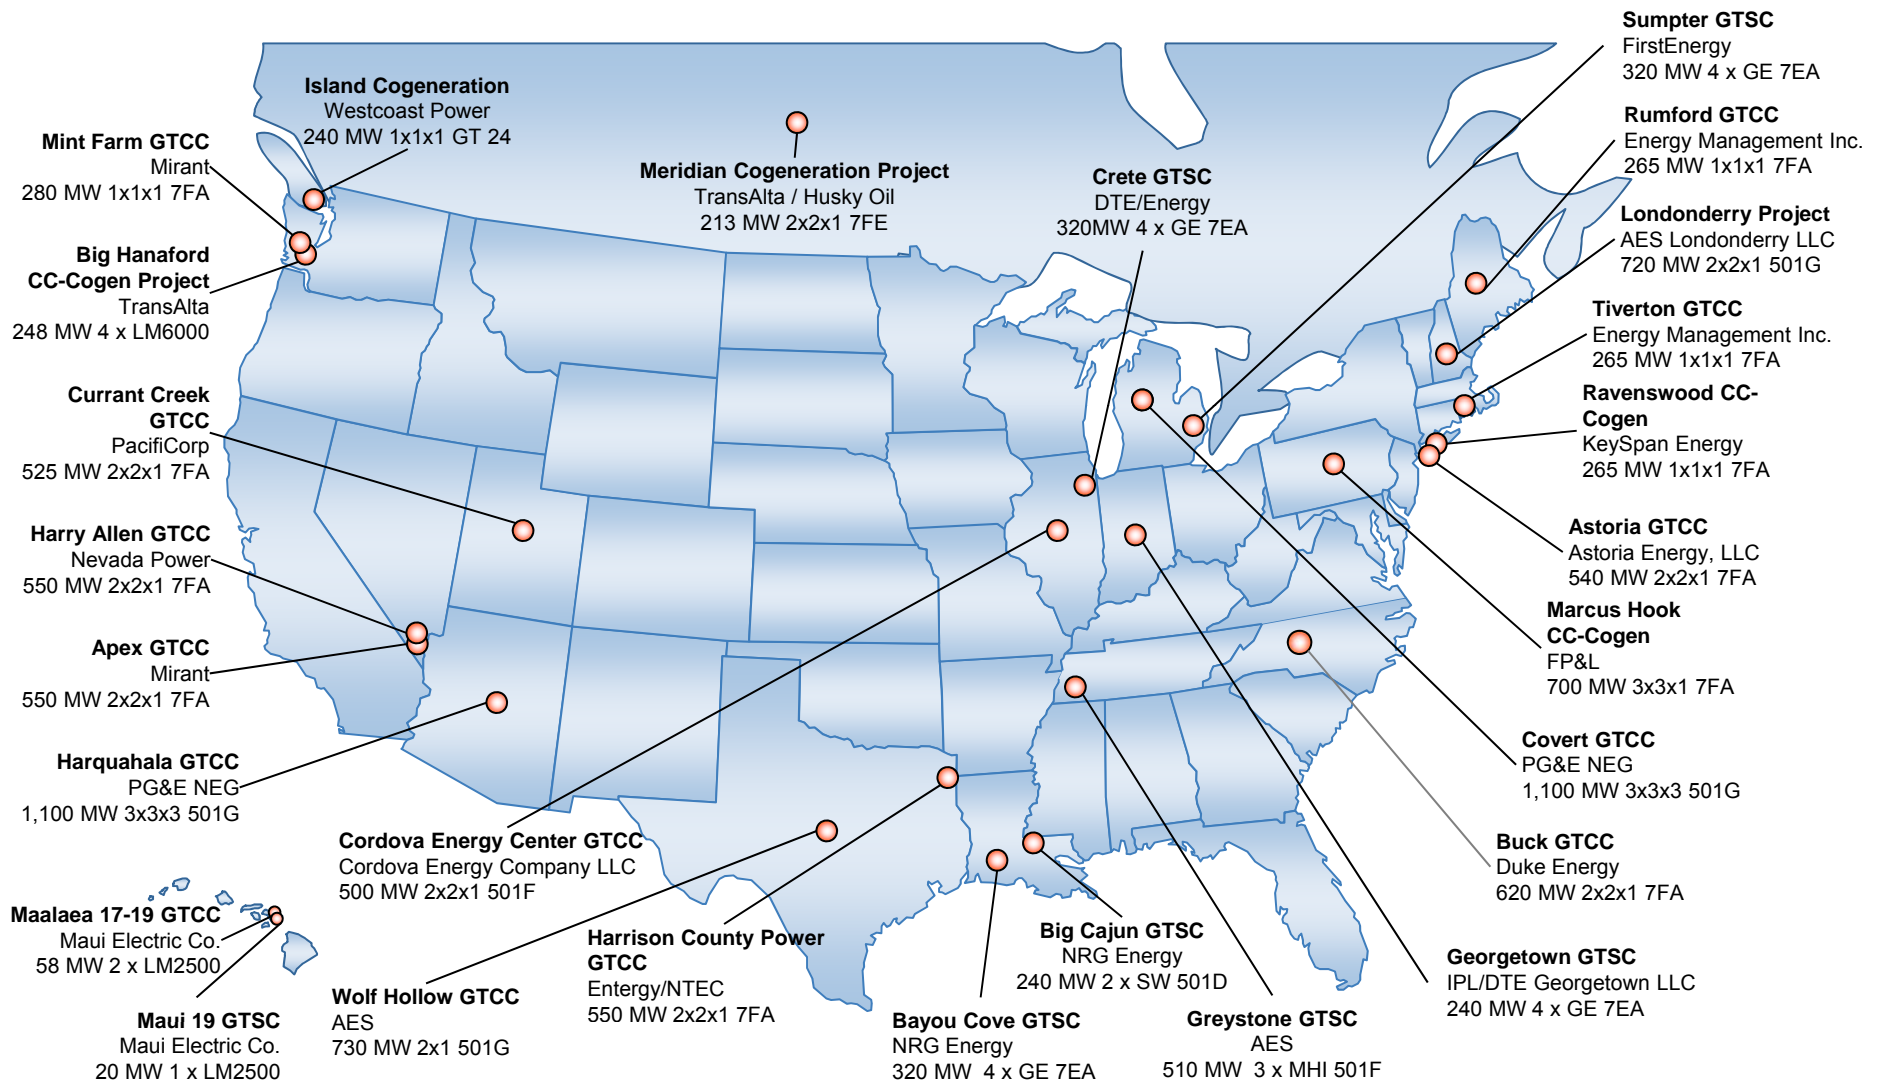 Sumpter GTSC
FirstEnergy
320 MW 4 x GE 7EA
Island Cogeneration
Westcoast Power
240 MW 1x1x1 GT 24
Rumford GTCC
Energy Management Inc.
265 MW 1x1x1 7FA
Mint Farm GTCC
Mirant
280 MW 1x1x1 7FA
Meridian Cogeneration Project
TransAlta / Husky Oil
213 MW 2x2x1 7FE
Crete GTSC
DTE/Energy
320MW 4 x GE 7EA
Londonderry Project
AES Londonderry LLC
720 MW 2x2x1 501G
Big Hanaford
CC-Cogen Project
TransAlta
248 MW 4 x LM6000
Tiverton GTCC
Energy Management Inc.
265 MW 1x1x1 7FA
Currant Creek
GTCC
PacifiCorp
525 MW 2x2x1 7FA
Ravenswood CC-
Cogen
KeySpan Energy
265 MW 1x1x1 7FA
Harry Allen GTCC
Nevada Power
550 MW 2x2x1 7FA
Astoria GTCC
Astoria Energy, LLC
540 MW 2x2x1 7FA
Marcus Hook
CC-Cogen
FP&L
700 MW 3x3x1 7FA
Apex GTCC
Mirant
550 MW 2x2x1 7FA
Covert GTCC
PG&E NEG
1,100 MW 3x3x3 501G
Harquahala GTCC
PG&E NEG
1,100 MW 3x3x3 501G
Cordova Energy Center GTCC
Cordova Energy Company LLC
500 MW 2x2x1 501F
Buck GTCC
Duke Energy
620 MW 2x2x1 7FA
Maalaea 17-19 GTCC
Maui Electric Co.
58 MW 2 x LM2500
Harrison County Power
GTCC
Entergy/NTEC
550 MW 2x2x1 7FA
Big Cajun GTSC
NRG Energy
240 MW 2 x SW 501D
Georgetown GTSC
IPL/DTE Georgetown LLC
240 MW 4 x GE 7EA
Wolf Hollow GTCC
AES
730 MW 2x1 501G
Maui 19 GTSC
Maui Electric Co.
20 MW 1 x LM2500
Bayou Cove GTSC
NRG Energy
320 MW 4 x GE 7EA
Greystone GTSC
AES
510 MW 3 x MHI 501F